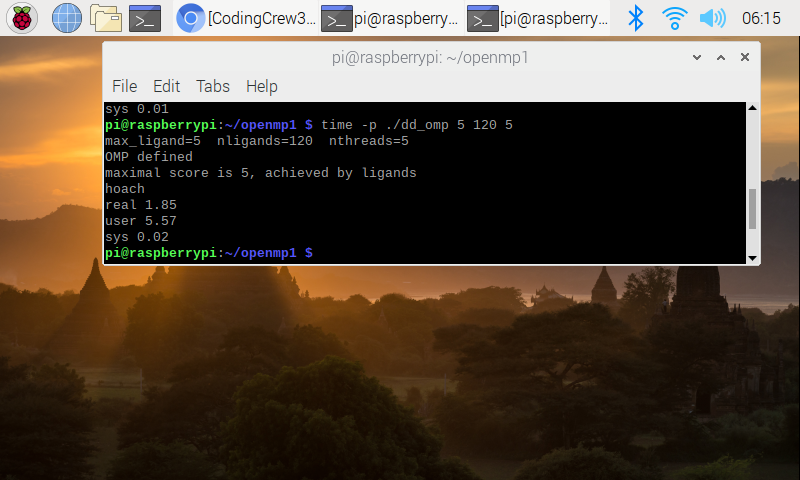 [CodingCrew3... pi@raspberry... [pi@raspberry... 06:15
pi@raspberrypi: ~/openmp1
File Edit Tabs Help
sys 0.01
pi@raspberrypi:~/openmp1 $ time -p ./dd_omp 5 120 5
max_ligand=5  nligands=120  nthreads=5
OMP defined
maximal score is 5, achieved by ligands
hoach
real 1.85
user 5.57
sys 0.02
pi@raspberrypi:~/openmp1 $